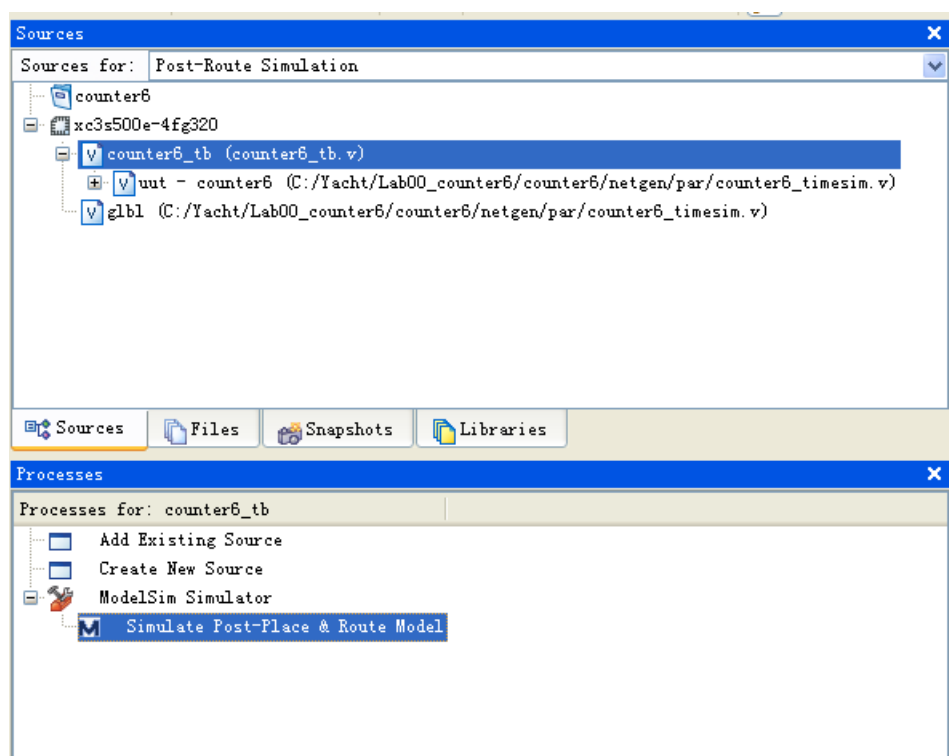 Sources
Sources for: Post-Route Simulation
counter6
xc3s500e-4fg320
counter6_tb (counter6_tb.v)
uut - counter6 (C:/Yacht/Lab00_counter6/counter6/netgen/par/counter6_timesim.v)
glbl (C:/Yacht/Lab00_counter6/counter6/netgen/par/counter6_timesim.v)
Sources Files Snapshots Libraries
Processes
Processes for: counter6_tb
Add Existing Source
Create New Source
ModelSim Simulator
Simulate Post-Place & Route Model